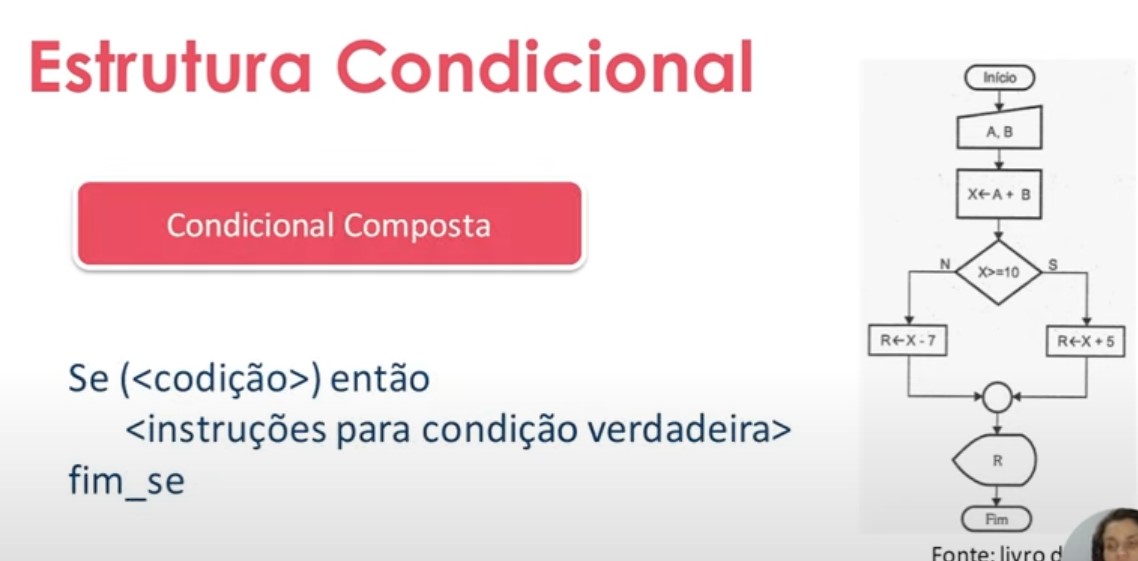 Estrutura Condicional
Condicional Composta
Se (<codição>) então
<instruções para condição verdadeira>
fim_se
Início
A, B
X←A + B
N
X>=10
S
R←X - 7
R←X + 5
R
Fim
Fonte: livro d